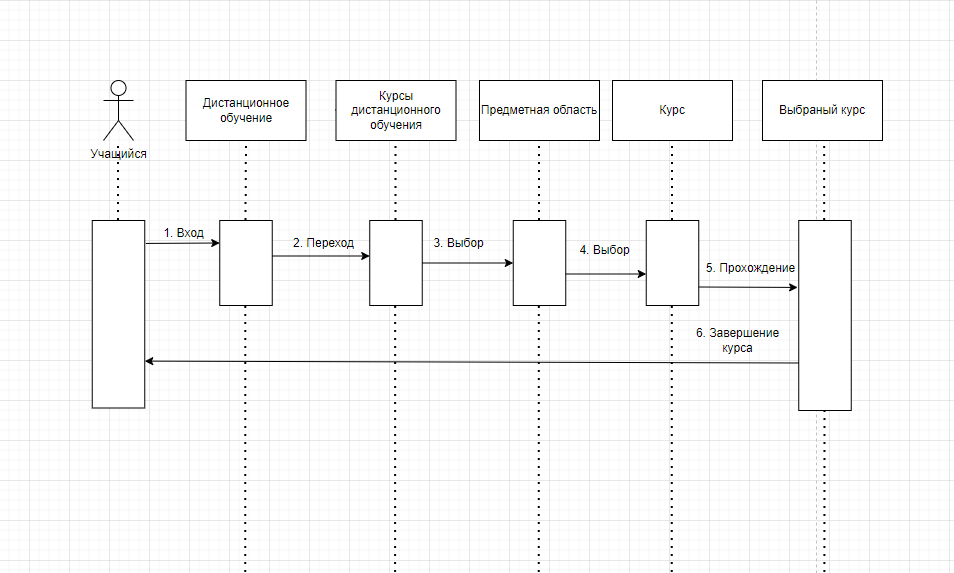 Дистанционное
обучение
Курсы
дистанционного
обучения
Предметная область
Курс
Выбраный курс
Учащийся
1. Вход
2. Переход
3. Выбор
4. Выбор
5. Прохождение
6. Завершение
курса